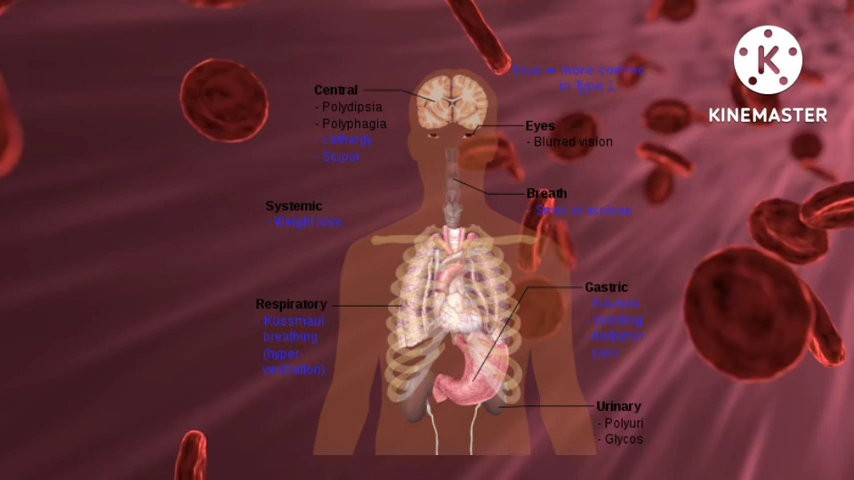 Blue = more common
in Type 1
KINEMASTER
Central
- Polydipsia
- Polyphagia
- Lethargy
- Stupor
Eyes
- Blurred vision
Breath
- Smell of acetone
Systemic
- Weight loss
Respiratory
- Kussmaul
breathing
(hyper-
ventilation)
Gastric
- Nausea
- Vomiting
- Abdominal
pain
Urinary
- Polyuri
- Glycos